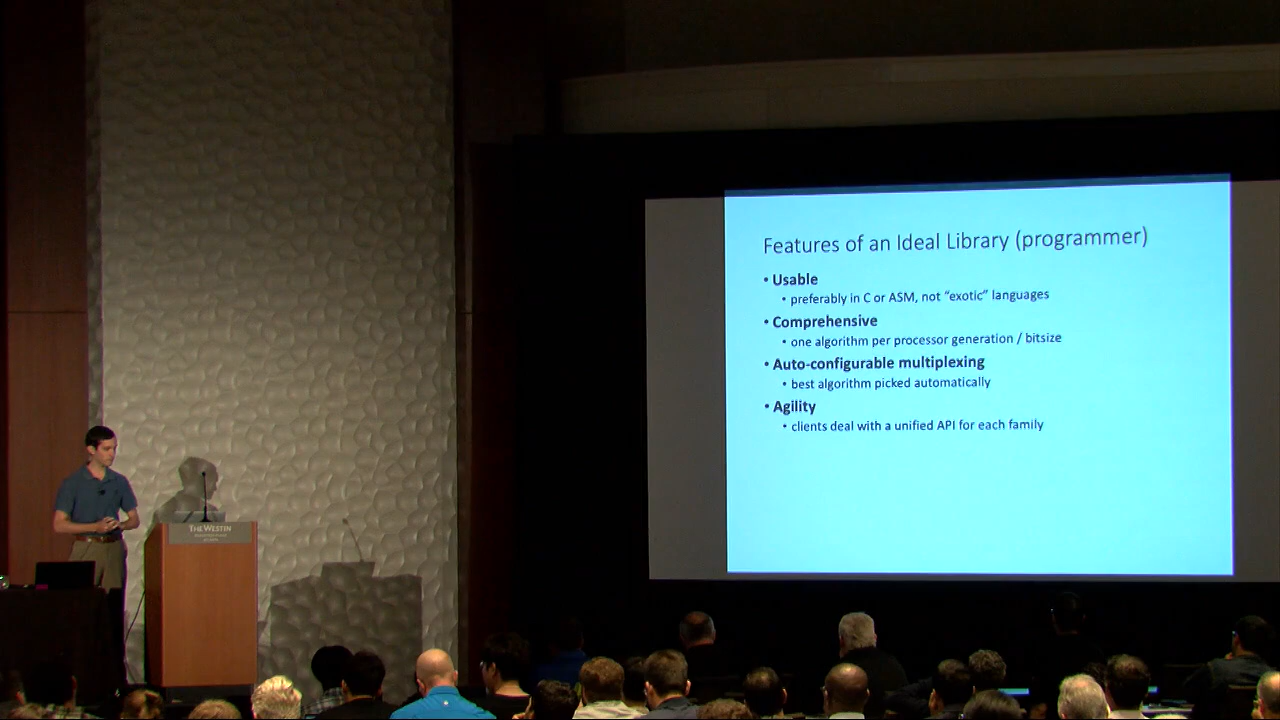 Features of an Ideal Library (programmer)
• Usable
• preferably in C or ASM, not “exotic” languages
• Comprehensive
• one algorithm per processor generation / bitsize
• Auto-configurable multiplexing
• best algorithm picked automatically
• Agility
• clients deal with a unified API for each family
THE WESTIN